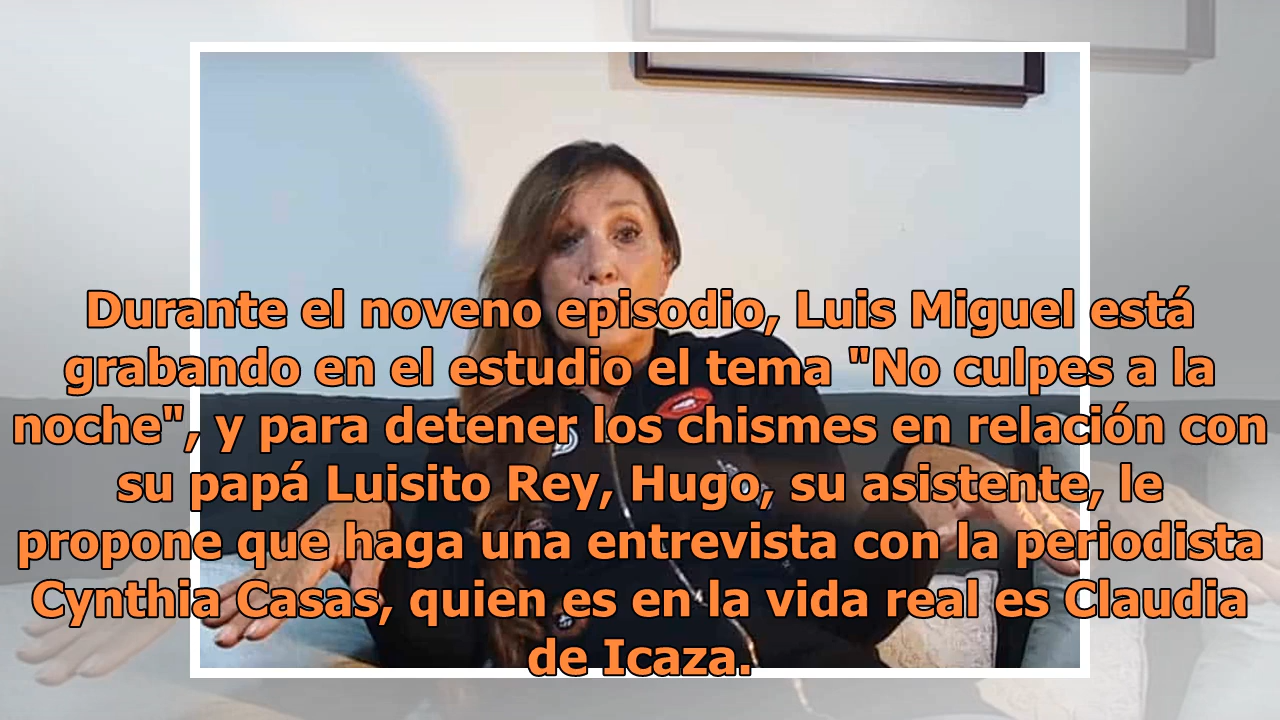 Durante el noveno episodio, Luis Miguel está
grabando en el estudio el tema "No culpes a la
noche", y para detener los chismes en relación con
su papá Luisito Rey, Hugo, su asistente, le
propone que haga una entrevista con la periodista
Cynthia Casas, quien es en la vida real es Claudia
de Icaza.